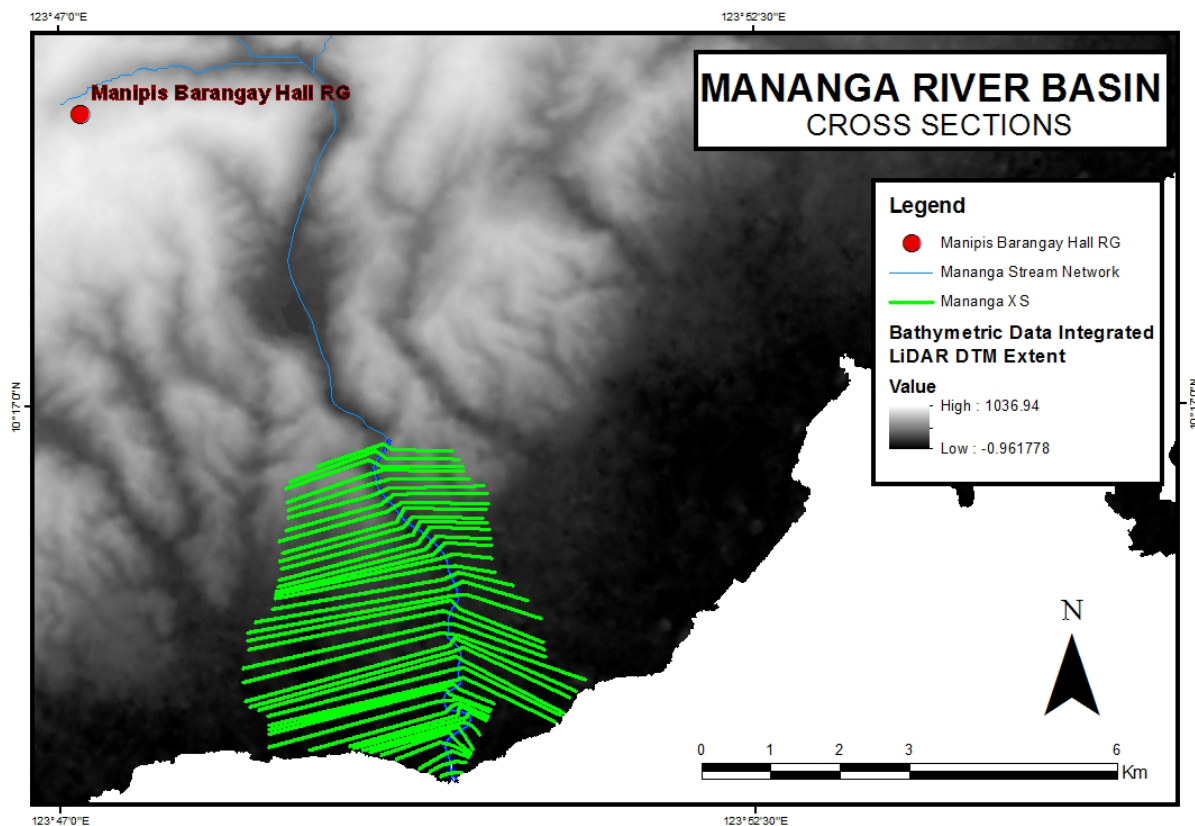 123°47'0"E
123°52'30"E
MANANGA RIVER BASIN
CROSS SECTIONS
Manipis Barangay Hall RG
Legend
Manipis Barangay Hall RG
Mananga Stream Network
Mananga XS
Bathymetric Data Integrated
LiDAR DTM Extent
Value
High : 1036.94
Low : -0.961778
10°17'0"N
10°17'0"N
N
0 1 2 3 6
Km
123°47'0"E
123°52'30"E